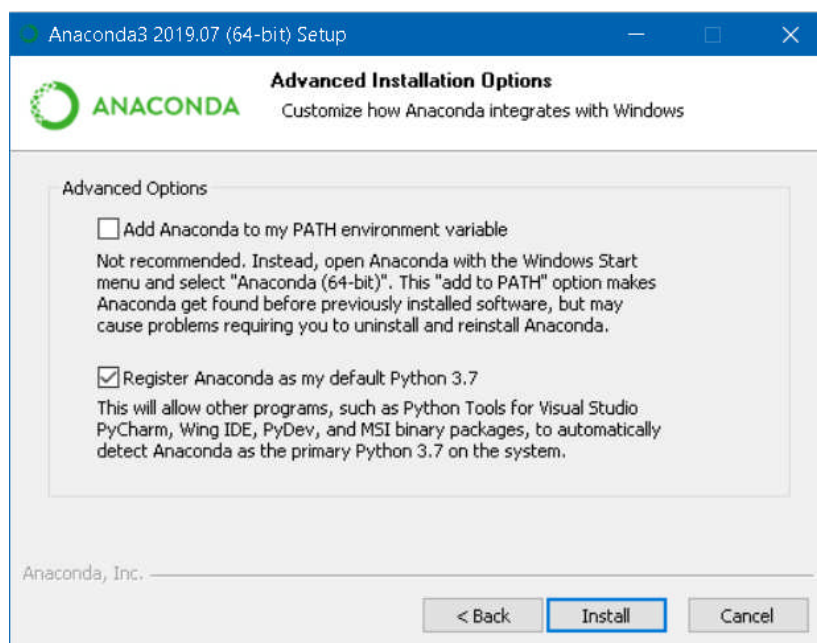 Anaconda3 2019.07 (64-bit) Setup
ANACONDA
Advanced Installation Options
Customize how Anaconda integrates with Windows
Advanced Options
Add Anaconda to my PATH environment variable
Not recommended. Instead, open Anaconda with the Windows Start
menu and select "Anaconda (64-bit)". This "add to PATH" option makes
Anaconda get found before previously installed software, but may
cause problems requiring you to uninstall and reinstall Anaconda.
Register Anaconda as my default Python 3.7
This will allow other programs, such as Python Tools for Visual Studio
PyCharm, Wing IDE, PyDev, and MSI binary packages, to automatically
detect Anaconda as the primary Python 3.7 on the system.
Anaconda, Inc.
< Back
Install
Cancel